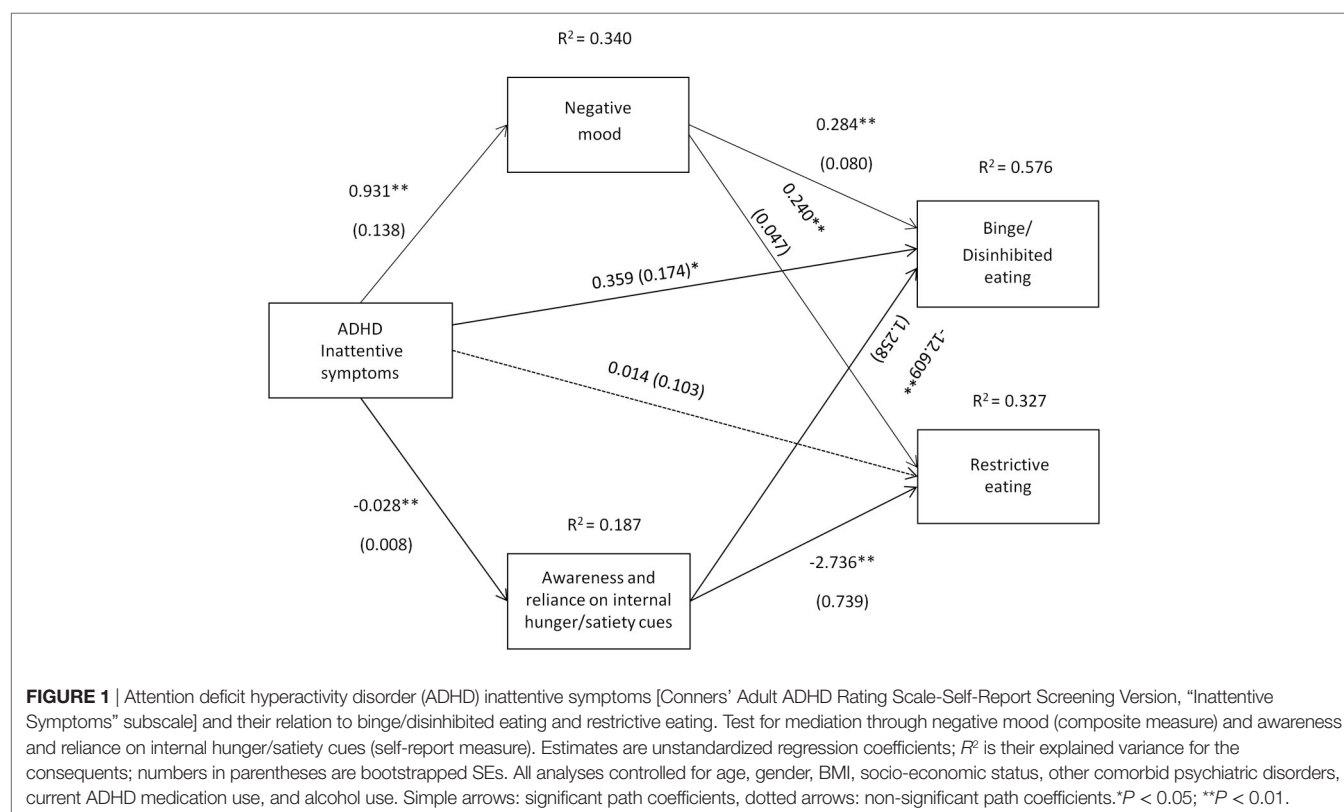 R² = 0.340
Negative
mood
0.284**
(0.080)
R² = 0.576
0.931**
(0.138)
0.240**
(0.047)
Binge/
Disinhibited
eating
0.359 (0.174)*
ADHD
Inattentive
symptoms
-12.609**
(1.258)
0.014 (0.103)
R² = 0.327
Restrictive
eating
-0.028**
(0.008)
R² = 0.187
-2.736**
(0.739)
Awareness and
reliance on internal
hunger/satiety cues
FIGURE 1 | Attention deficit hyperactivity disorder (ADHD) inattentive symptoms [Conners’ Adult ADHD Rating Scale-Self-Report Screening Version, “Inattentive
Symptoms” subscale] and their relation to binge/disinhibited eating and restrictive eating. Test for mediation through negative mood (composite measure) and awareness
and reliance on internal hunger/satiety cues (self-report measure). Estimates are unstandardized regression coefficients; R² is their explained variance for the
consequents; numbers in parentheses are bootstrapped SEs. All analyses controlled for age, gender, BMI, socio-economic status, other comorbid psychiatric disorders,
current ADHD medication use, and alcohol use. Simple arrows: significant path coefficients, dotted arrows: non-significant path coefficients.*P < 0.05; **P < 0.01.